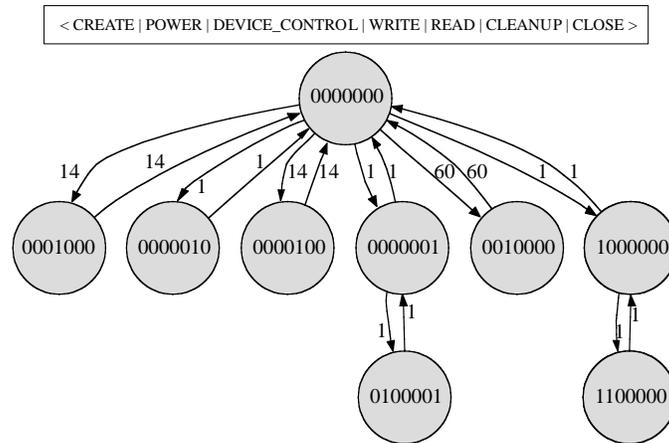 < CREATE | POWER | DEVICE_CONTROL | WRITE | READ | CLEANUP | CLOSE >
0000000
14 14 1 1 14 14 1 1 60 60 1 1
0001000 0000010 0000100 0000001 0010000 1000000
1 1 1 1
0100001 1100000